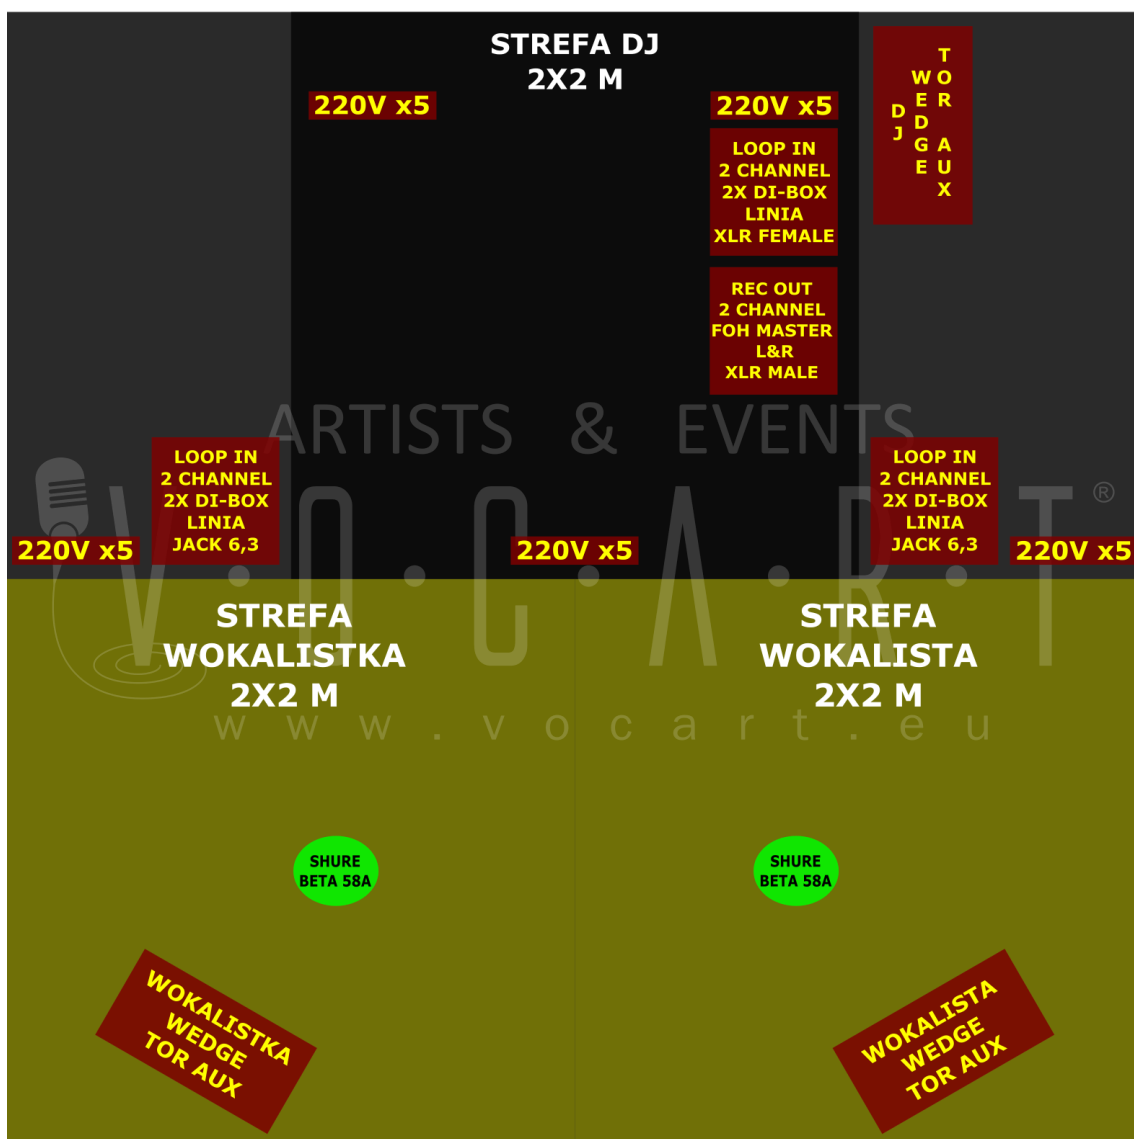 STREFA DJ
2X2 M
220V x5
220V x5
LOOP IN
2 CHANNEL
2X DI-BOX
LINIA
XLR FEMALE
DJ
WEDGE
TOR AUX
REC OUT
2 CHANNEL
FOH MASTER
L&R
XLR MALE
ARTISTS & EVENTS
V·O·C·A·R·T ®
www.vocart.eu
LOOP IN
2 CHANNEL
2X DI-BOX
LINIA
JACK 6,3
220V x5
220V x5
LOOP IN
2 CHANNEL
2X DI-BOX
LINIA
JACK 6,3
220V x5
STREFA
WOKALISTKA
2X2 M
STREFA
WOKALISTA
2X2 M
SHURE
BETA 58A
SHURE
BETA 58A
WOKALISTKA
WEDGE
TOR AUX
WOKALISTA
WEDGE
TOR AUX